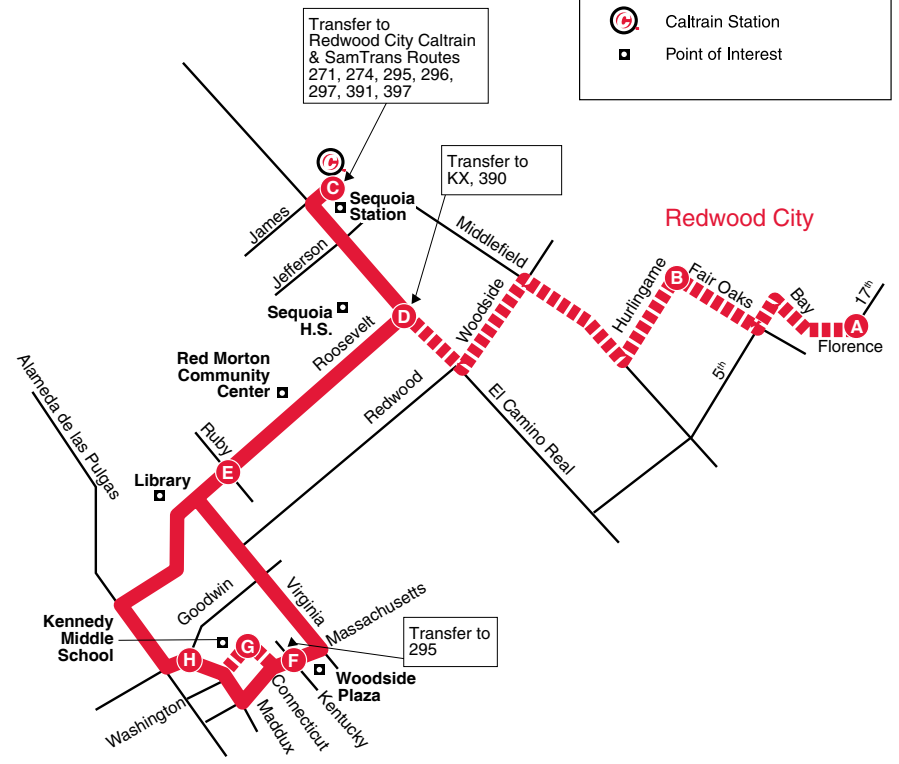 Caltrain Station
Point of Interest
Transfer to
Redwood City Caltrain
& SamTrans Routes
271, 274, 295, 296,
297, 391, 397
C
Transfer to
KX, 390
C
Sequoia
Station
James
Jefferson
Middlefield
Redwood City
Sequoia
H.S.
D
Roosevelt
Woodside
Hurlingame
B
Fair Oaks
Bay
17th
A
Florence
5th
Red Morton
Community
Center
Redwood
El Camino Real
Alameda de las Pulgas
Ruby
E
Library
Goodwin
Virginia
Massachusetts
Kennedy
Middle
School
H
G
F
Transfer to
295
Woodside
Plaza
Washington
Maddux
Connecticut
Kentucky